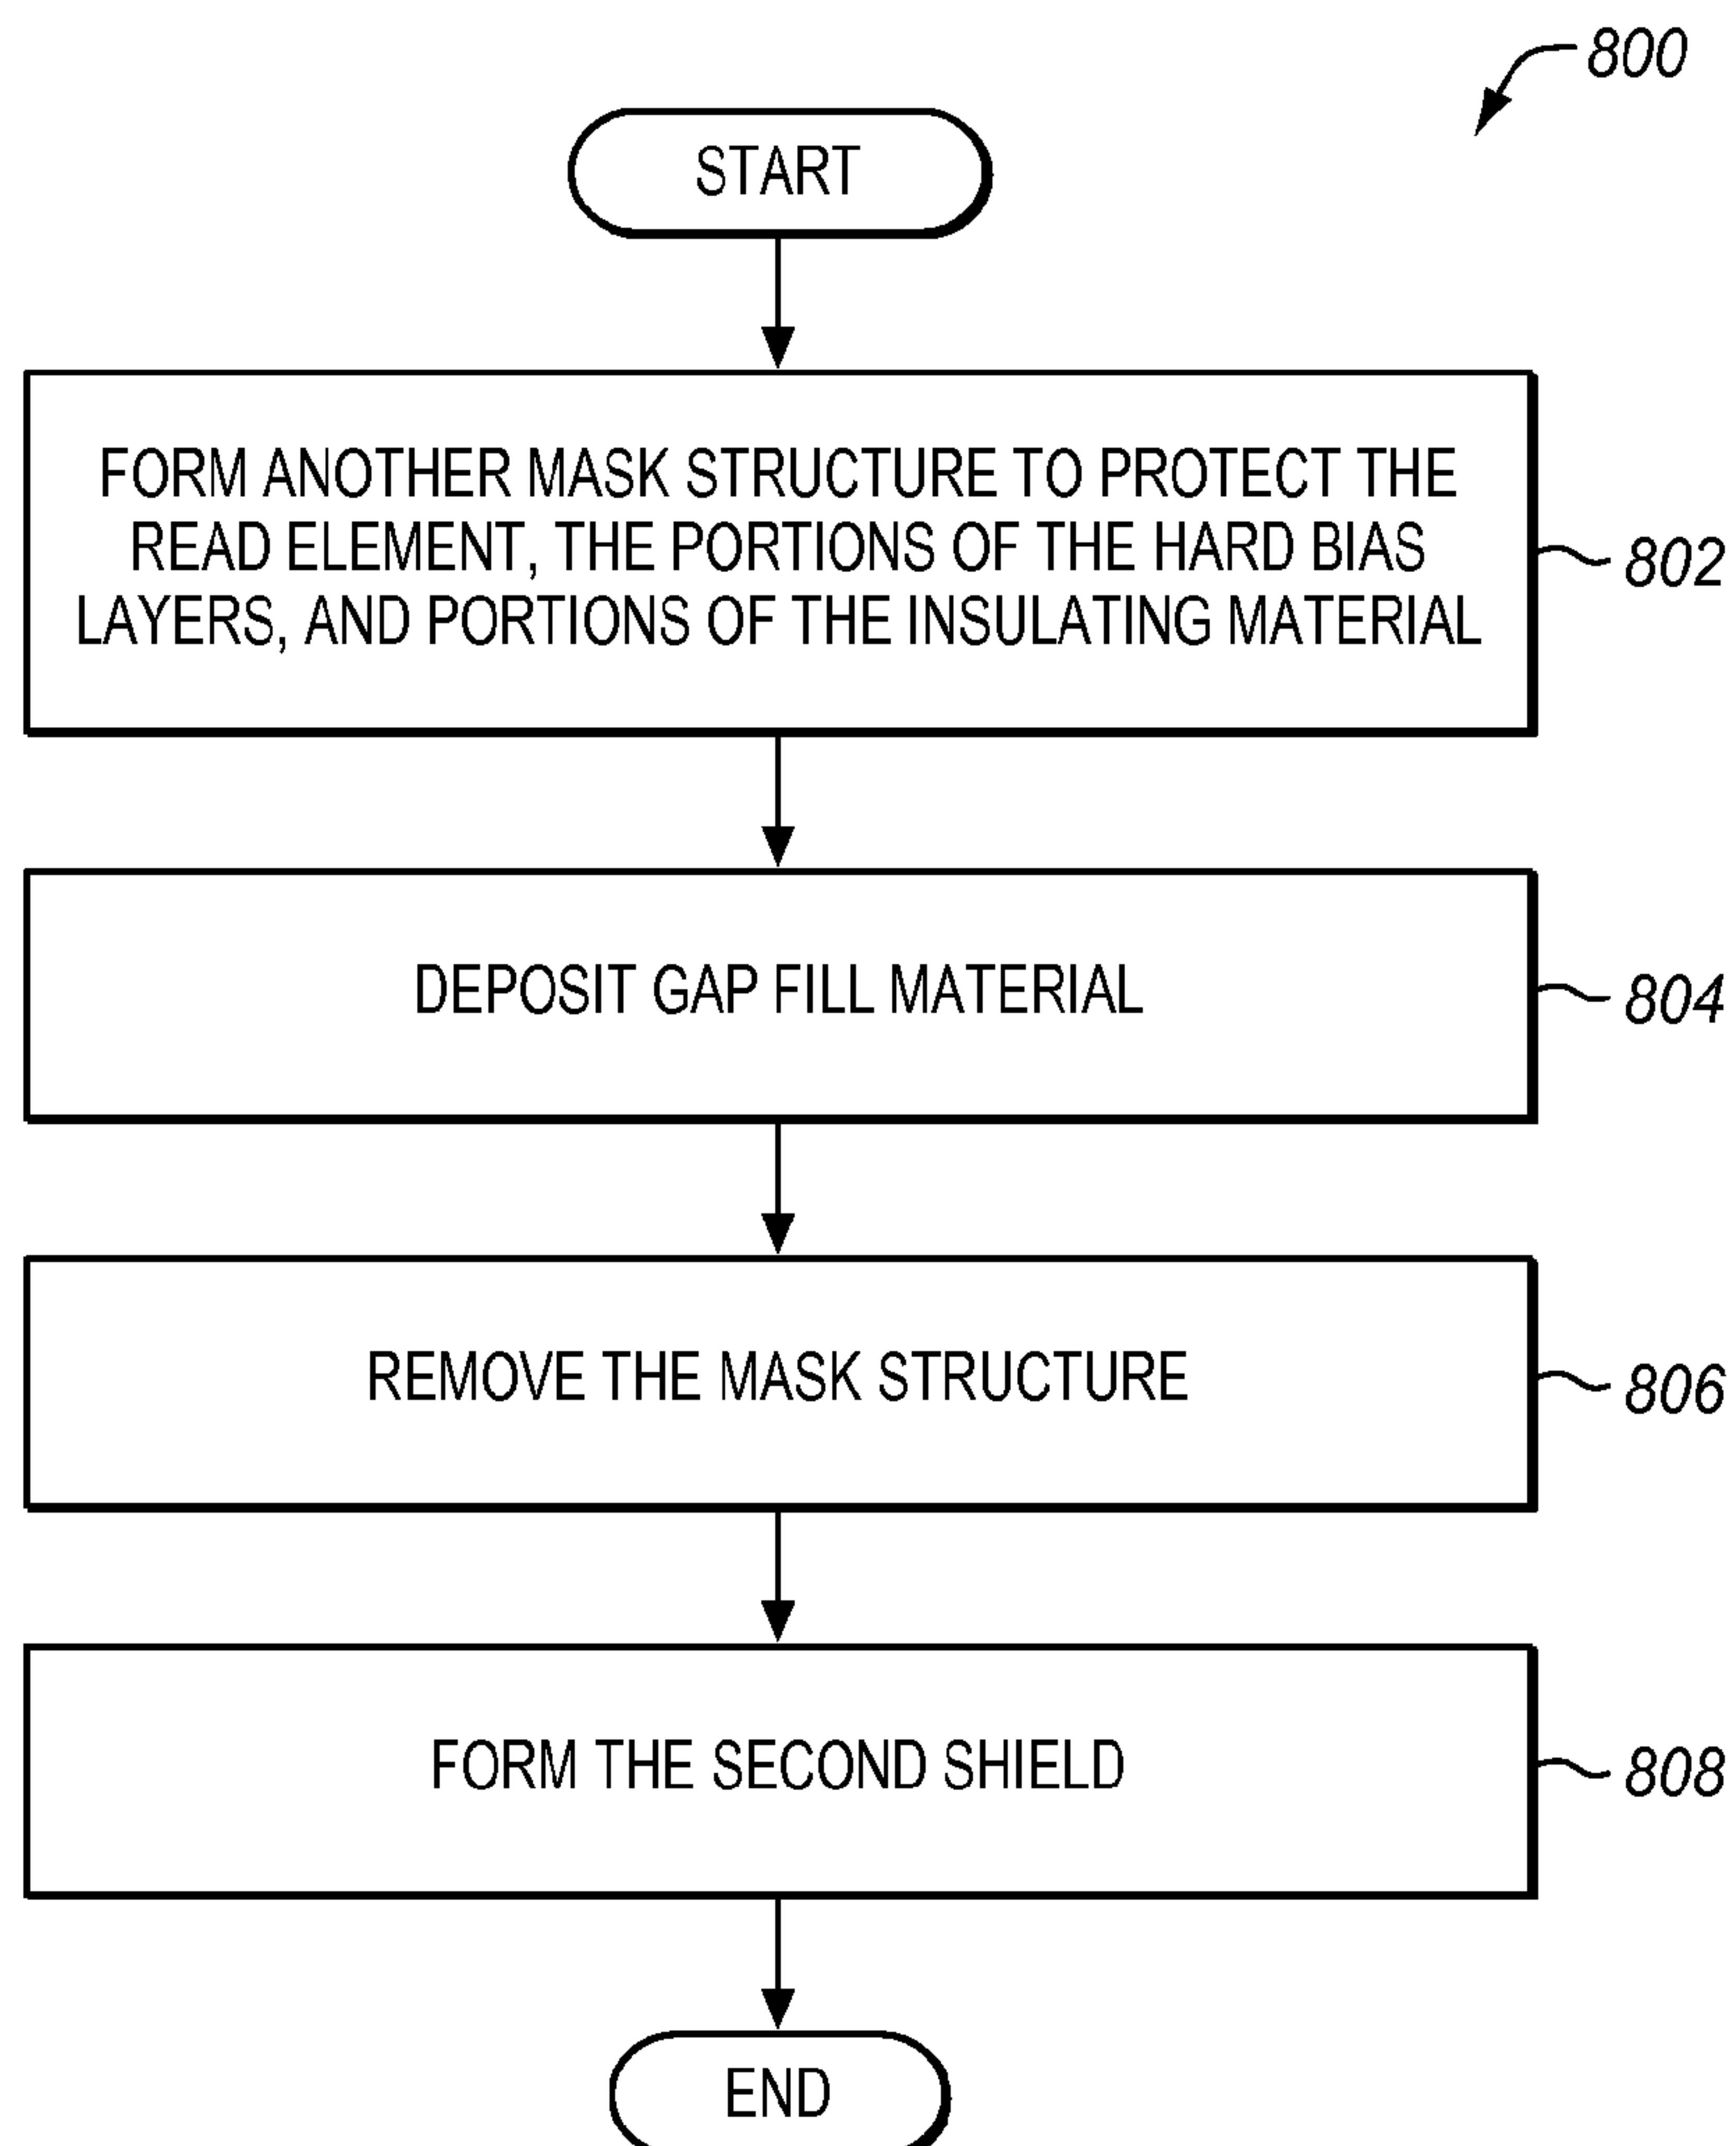 800
START
FORM ANOTHER MASK STRUCTURE TO PROTECT THE
READ ELEMENT, THE PORTIONS OF THE HARD BIAS
LAYERS, AND PORTIONS OF THE INSULATING MATERIAL
802
DEPOSIT GAP FILL MATERIAL
804
REMOVE THE MASK STRUCTURE
806
FORM THE SECOND SHIELD
808
END